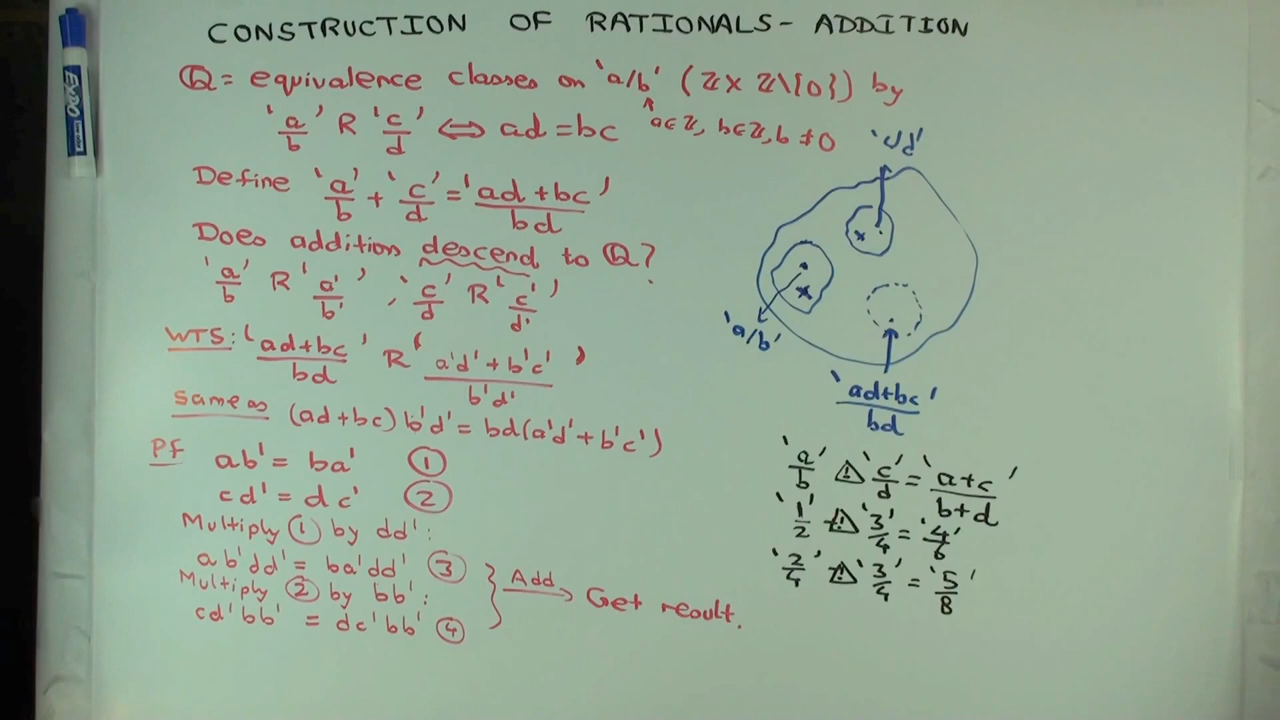 CONSTRUCTION OF RATIONALS - ADDITION
EXPO
ℚ = equivalence classes on 'a/b' (ℤ × ℤ\{0}) by
a∈ℤ, b∈ℤ, b ≠ 0
'a/b' R 'c/d' ⟺ ad = bc
Define 'a/b' + 'c/d' = '(ad + bc)/bd'
Does addition descend to ℚ?
'a/b' R 'a'/b'', 'c/d' R 'c'/d''
WTS: '(ad+bc)/bd' R '(a'd' + b'c')/b'd''
Same as (ad+bc) b'd' = bd(a'd' + b'c')
Pf ab' = ba' ①
cd' = dc' ②
Multiply ① by dd':
ab'dd' = ba'dd' ③
Multiply ② by bb':
cd'bb' = dc'bb' ④
Add
Get result.
'c/d'
'a/b'
'(ad+bc)/bd'
'a/b' ⚠ 'c/d' = '(a+c)/(b+d)'
'1/2' ⚠ '3/4' = '4/6'
'2/4' ⚠ '3/4' = '5/8'